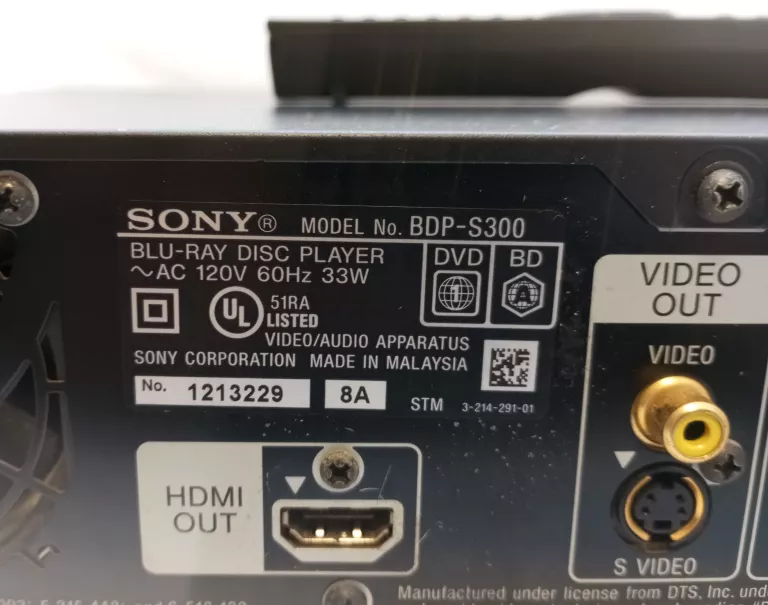 SONY® MODEL No. BDP-S300
BLU-RAY DISC PLAYER
~AC 120V 60Hz 33W
DVD
1
BD
UL® 51RA
LISTED
VIDEO/AUDIO APPARATUS
SONY CORPORATION MADE IN MALAYSIA
No. 1213229 8A STM 3-214-291-01
HDMI
OUT
VIDEO
OUT
VIDEO
S VIDEO
Manufactured under license from DTS, Inc.